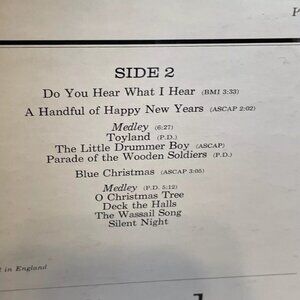 SIDE 2
Do You Hear What I Hear (BMI 3:33)
A Handful of Happy New Years (ASCAP 2:02)
Medley (6:27)
Toyland (P.D.)
The Little Drummer Boy (ASCAP)
Parade of the Wooden Soldiers (P.D.)
Blue Christmas (ASCAP 3:05)
Medley (P.D. 5:12)
O Christmas Tree
Deck the Halls
The Wassail Song
Silent Night
in England